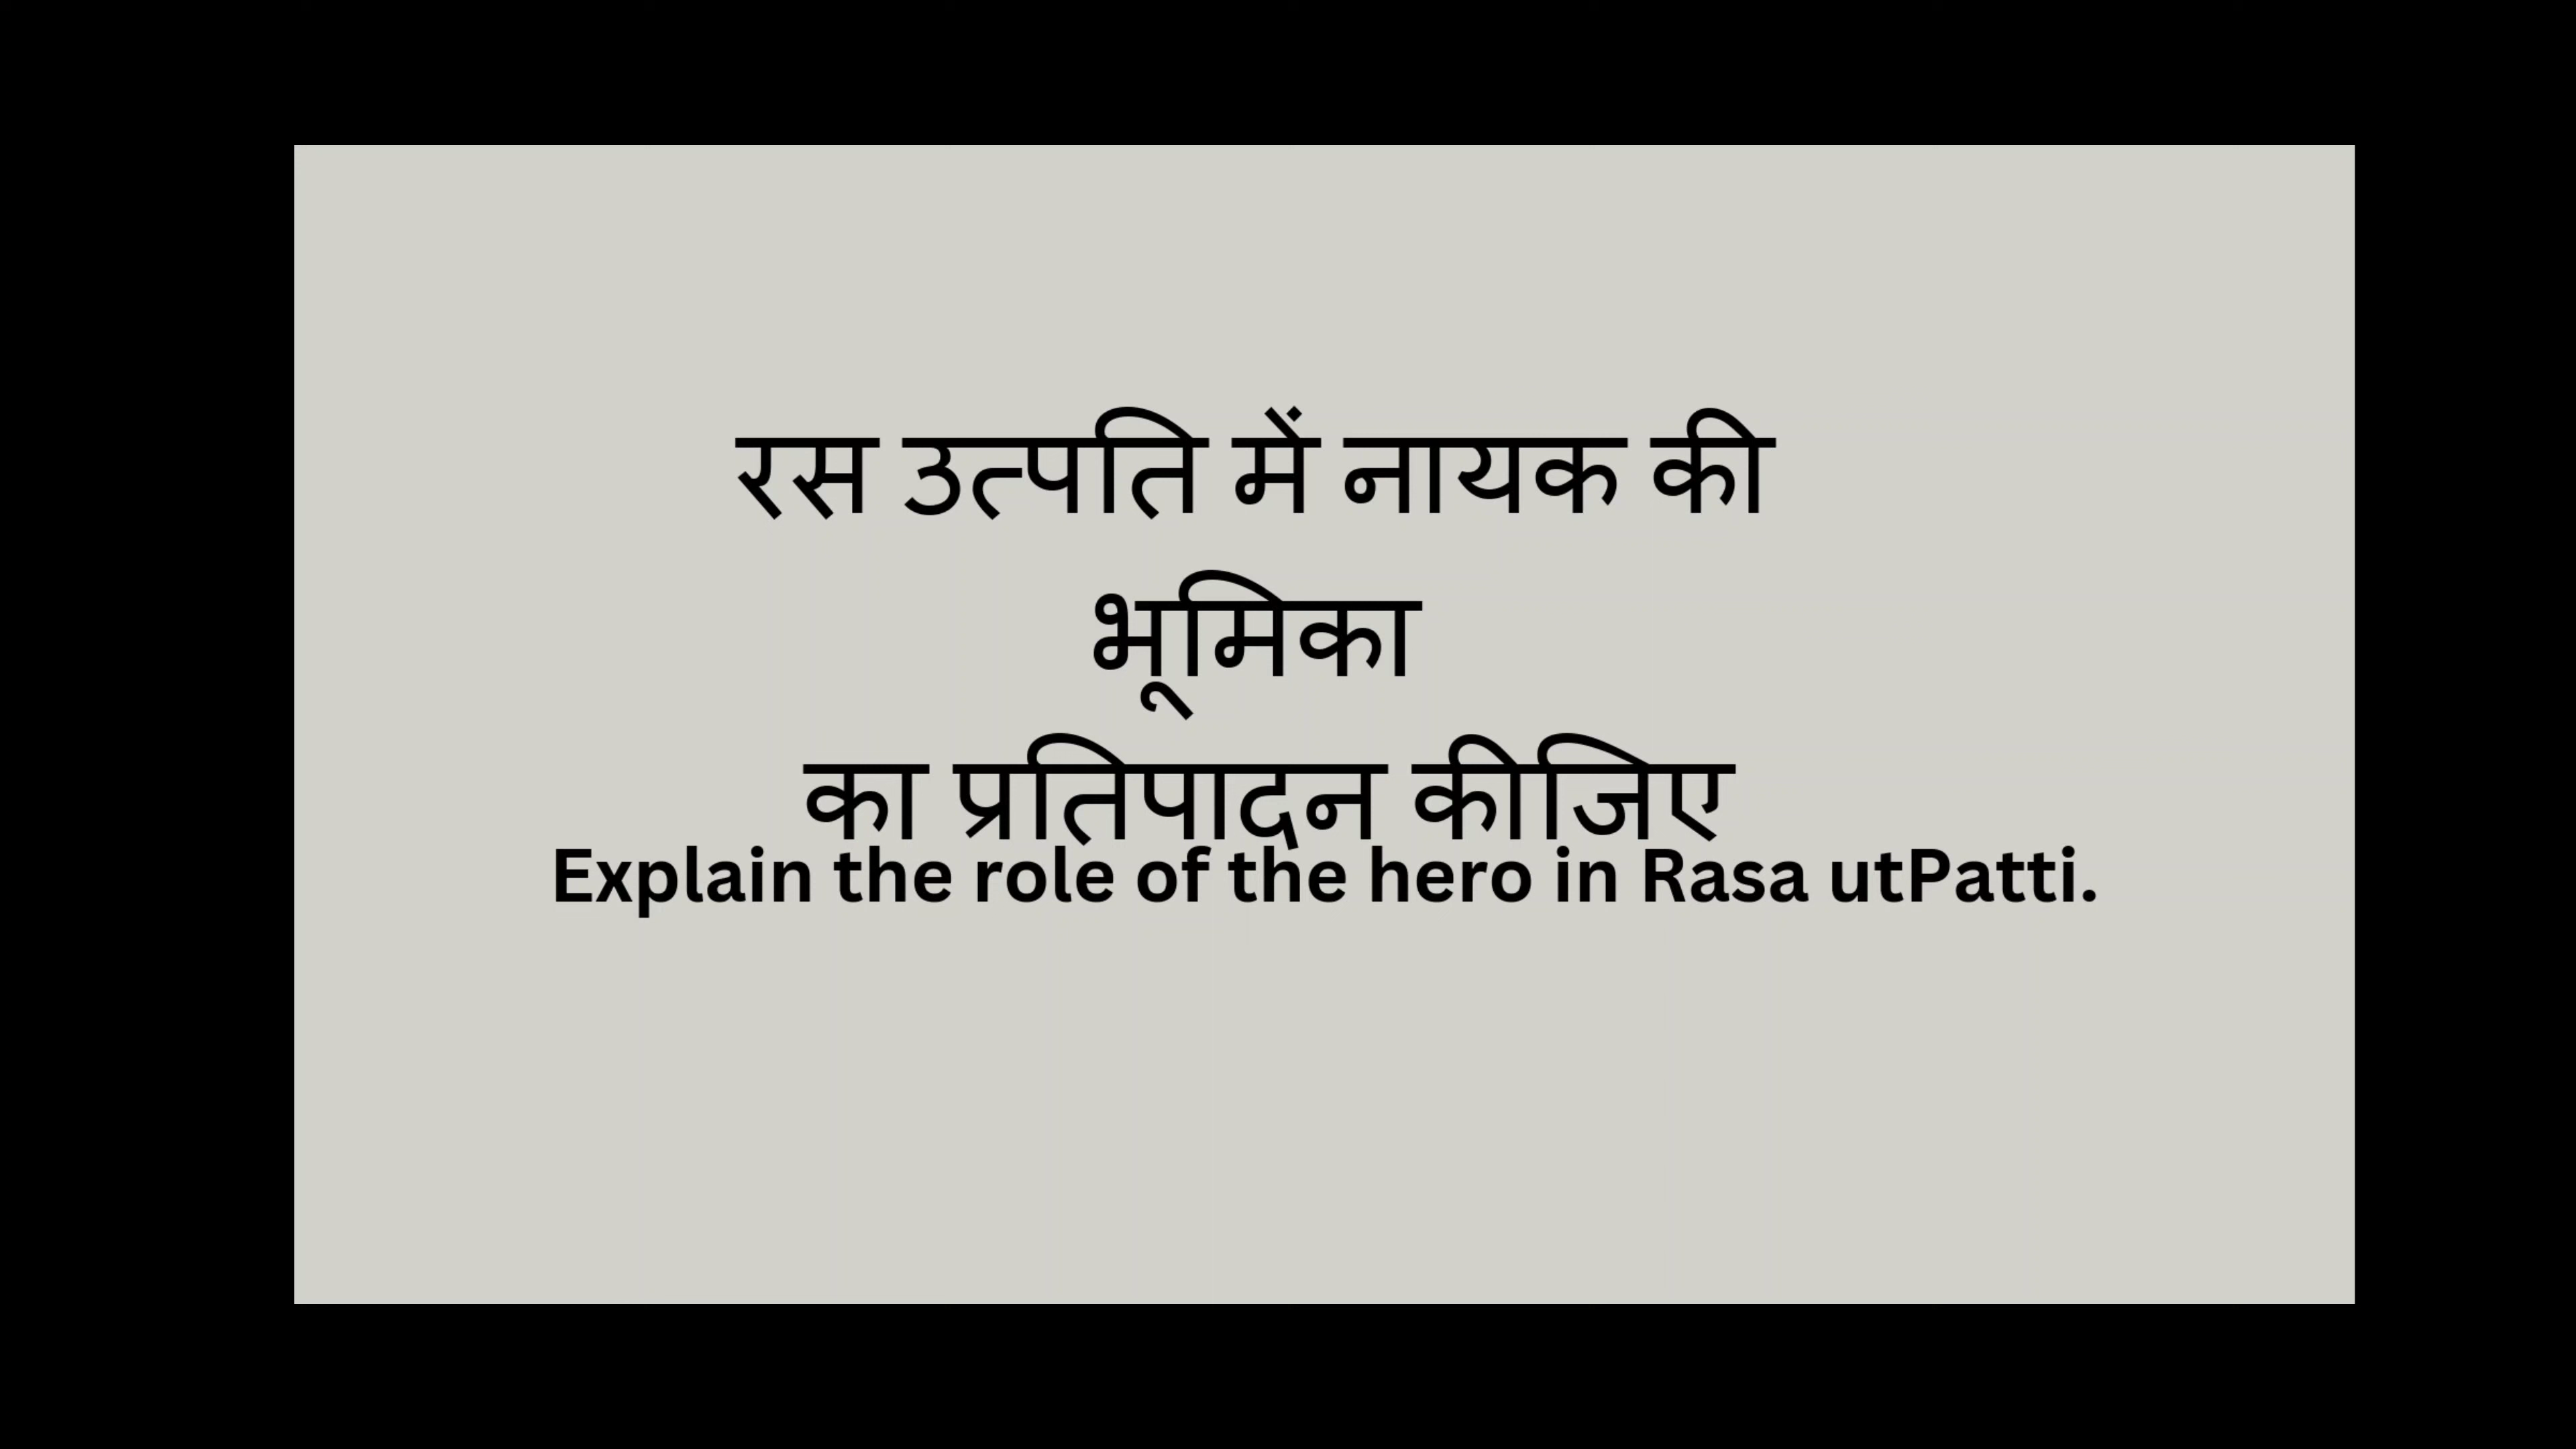 रस उत्पति में नायक की
भूमिका
का प्रतिपादन कीजिए
Explain the role of the hero in Rasa utPatti.